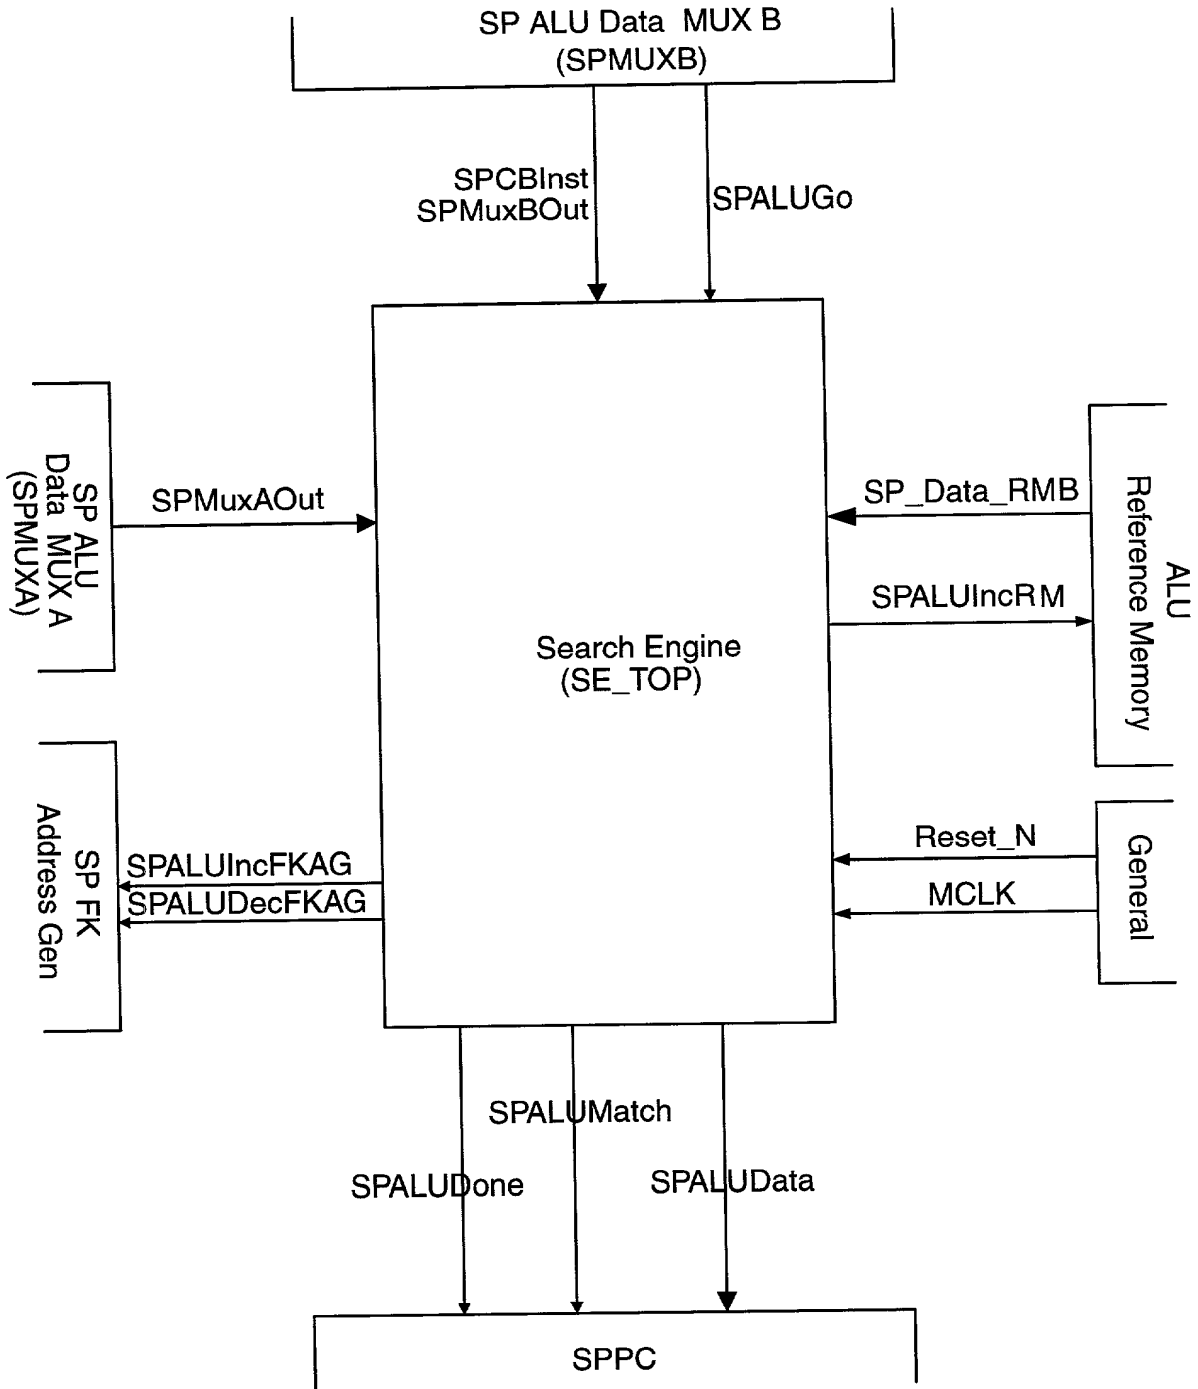 SP ALU Data MUX B
(SPMUXB)
SPCBInst
SPMuxBOut
SPALUGo
SP ALU
Data MUX A
(SPMUXA)
SPMuxAOut
SP_Data_RMB
SPALUIncRM
ALU
Reference Memory
Search Engine
(SE_TOP)
SP FK
Address Gen
SPALUIncFKAG
SPALUDecFKAG
Reset_N
MCLK
General
SPALUMatch
SPALUDone
SPALUData
SPPC